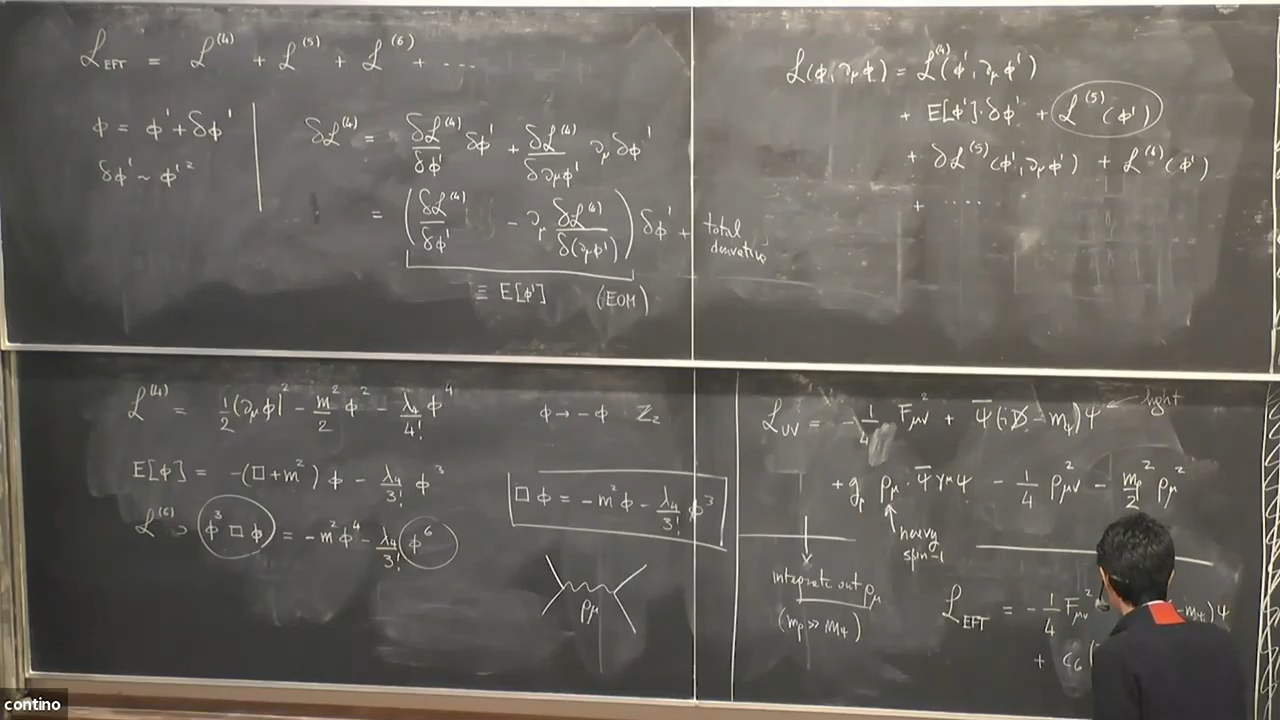 ℒ_EFT = ℒ^(4) + ℒ^(5) + ℒ^(6) + ...
φ = φ' + δφ'
δφ' ~ φ'^2
δℒ^(4) = δℒ^(4)/δφ' δφ' + δℒ^(4)/δ∂_μφ' ∂_μδφ'
= (δℒ^(4)/δφ' - ∂_μ δℒ^(4)/δ(∂_μφ')) δφ' + total derivative
≡ E[φ'] (EOM)
ℒ(φ,∂_μφ) = ℒ^(4)(φ',∂_μφ')
+ E[φ']·δφ' + ℒ^(5)(φ')
+ δℒ^(5)(φ',∂_μφ') + ℒ^(6)(φ')
+ ....
ℒ^(4) = 1/2 (∂_μφ)^2 - m^2/2 φ^2 - λ_4/4! φ^4
φ → -φ Z_2
E[φ] = -(□+m^2) φ - λ_4/3! φ^3
□φ = -m^2φ - λ_4/3! φ^3
ℒ^(6) ⊃ φ^3 □ φ = -m^2φ^4 - λ_4/3! φ^6
ρ_μ
ℒ_UV = -1/4 F_μν^2 + ψ̄(iD̸ - m_ψ)ψ ← light
+ g_ρ ρ_μ · ψ̄γ^μψ - 1/4 ρ_μν^2 - m_ρ^2/2 ρ_μ^2
heavy
spin-1
integrate out ρ_μ
(m_ρ ≫ m_ψ)
ℒ_EFT = -1/4 F_μν^2 -m_ψ)ψ
+ c_6 (
contino